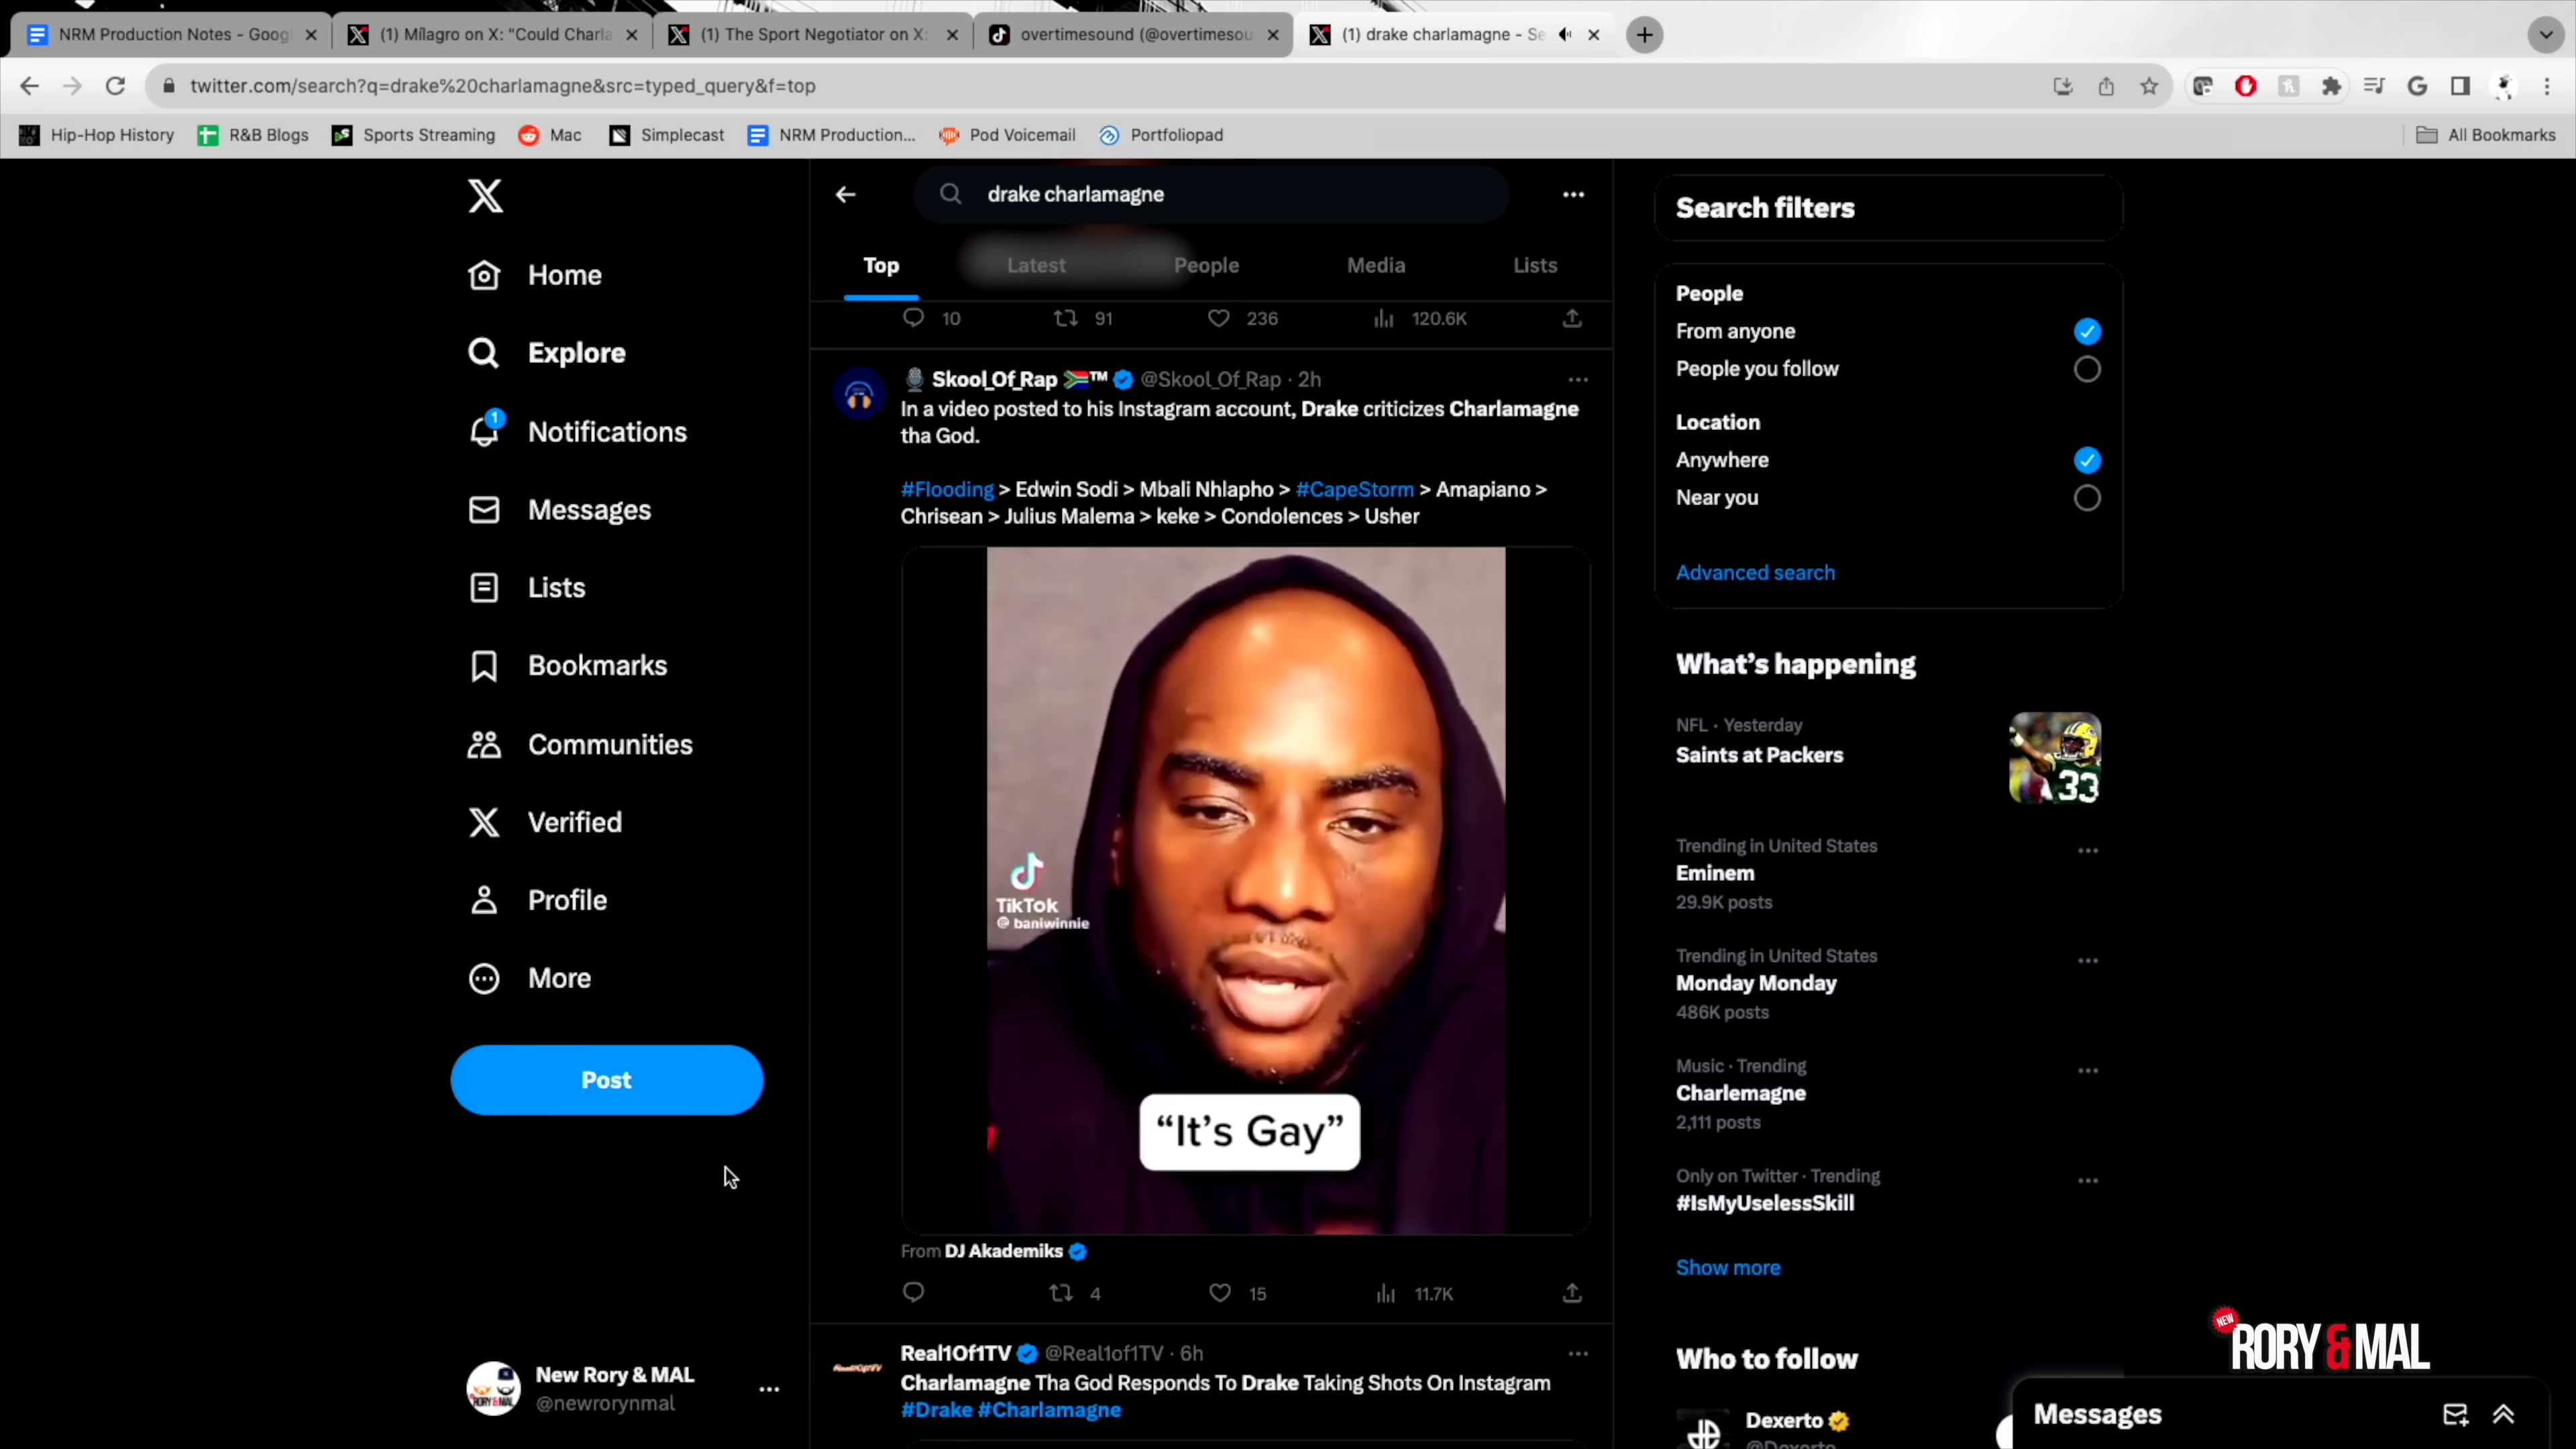 NRM Production Notes - Goog
(1) Mílagro on X: "Could Charla
(1) The Sport Negotiator on X:
overtimesound (@overtimesou
(1) drake charlamagne - Se
twitter.com/search?q=drake%20charlamagne&src=typed_query&f=top
Hip-Hop History
R&B Blogs
Sports Streaming
Mac
Simplecast
NRM Production...
Pod Voicemail
Portfoliopad
All Bookmarks
Home
Explore
1
Notifications
Messages
Lists
Bookmarks
Communities
Verified
Profile
More
Post
New Rory & MAL
@newrorynmal
drake charlamagne
Top
Latest
People
Media
Lists
10
91
236
120.6K
Skool_Of_Rap ™ @Skool_Of_Rap · 2h
In a video posted to his Instagram account, Drake criticizes Charlamagne
tha God.
#Flooding > Edwin Sodi > Mbali Nhlapho > #CapeStorm > Amapiano >
Chrisean > Julius Malema > keke > Condolences > Usher
TikTok
@ baniwinnie
“It’s Gay”
From DJ Akademiks
4
15
11.7K
Real1Of1TV @Real1of1TV · 6h
Charlamagne Tha God Responds To Drake Taking Shots On Instagram
#Drake #Charlamagne
Search filters
People
From anyone
People you follow
Location
Anywhere
Near you
Advanced search
What’s happening
NFL · Yesterday
Saints at Packers
33
Trending in United States
Eminem
29.9K posts
Trending in United States
Monday Monday
486K posts
Music · Trending
Charlemagne
2,111 posts
Only on Twitter · Trending
#IsMyUselessSkill
Show more
Who to follow
Dexerto
@Dexerto
NEW
RORY & MAL
Messages